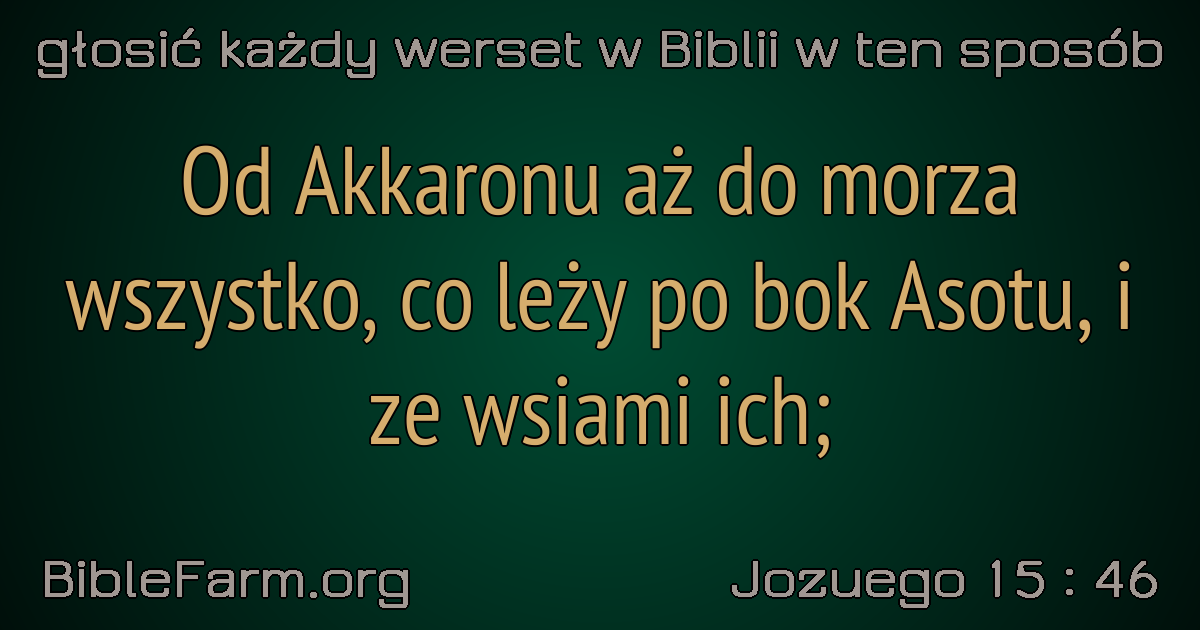 głosić każdy werset w Biblii w ten sposób
Od Akkaronu aż do morza
wszystko, co leży po bok Asotu, i
ze wsiami ich;
BibleFarm.org
Jozuego 15 : 46